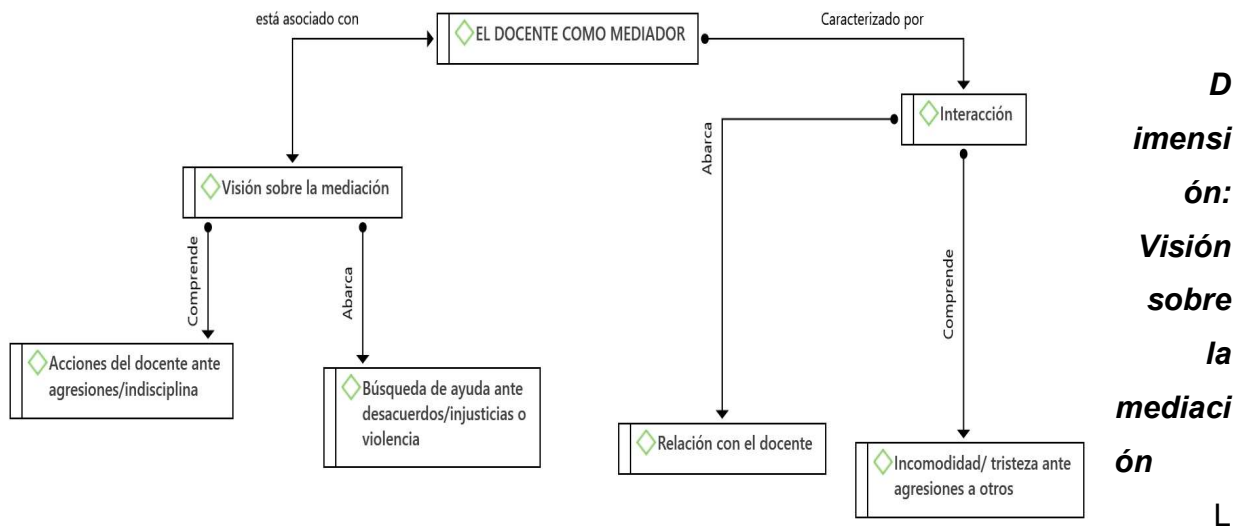 está asociado con
EL DOCENTE COMO MEDIADOR
Caracterizado por
Interacción
Abarca
Visión sobre la mediación
Comprende
Abarca
Comprende
Acciones del docente ante
agresiones/indisciplina
Búsqueda de ayuda ante
desacuerdos/injusticias o
violencia
Relación con el docente
Incomodidad/ tristeza ante
agresiones a otros
D
imensi
ón:
Visión
sobre
la
mediaci
ón
L